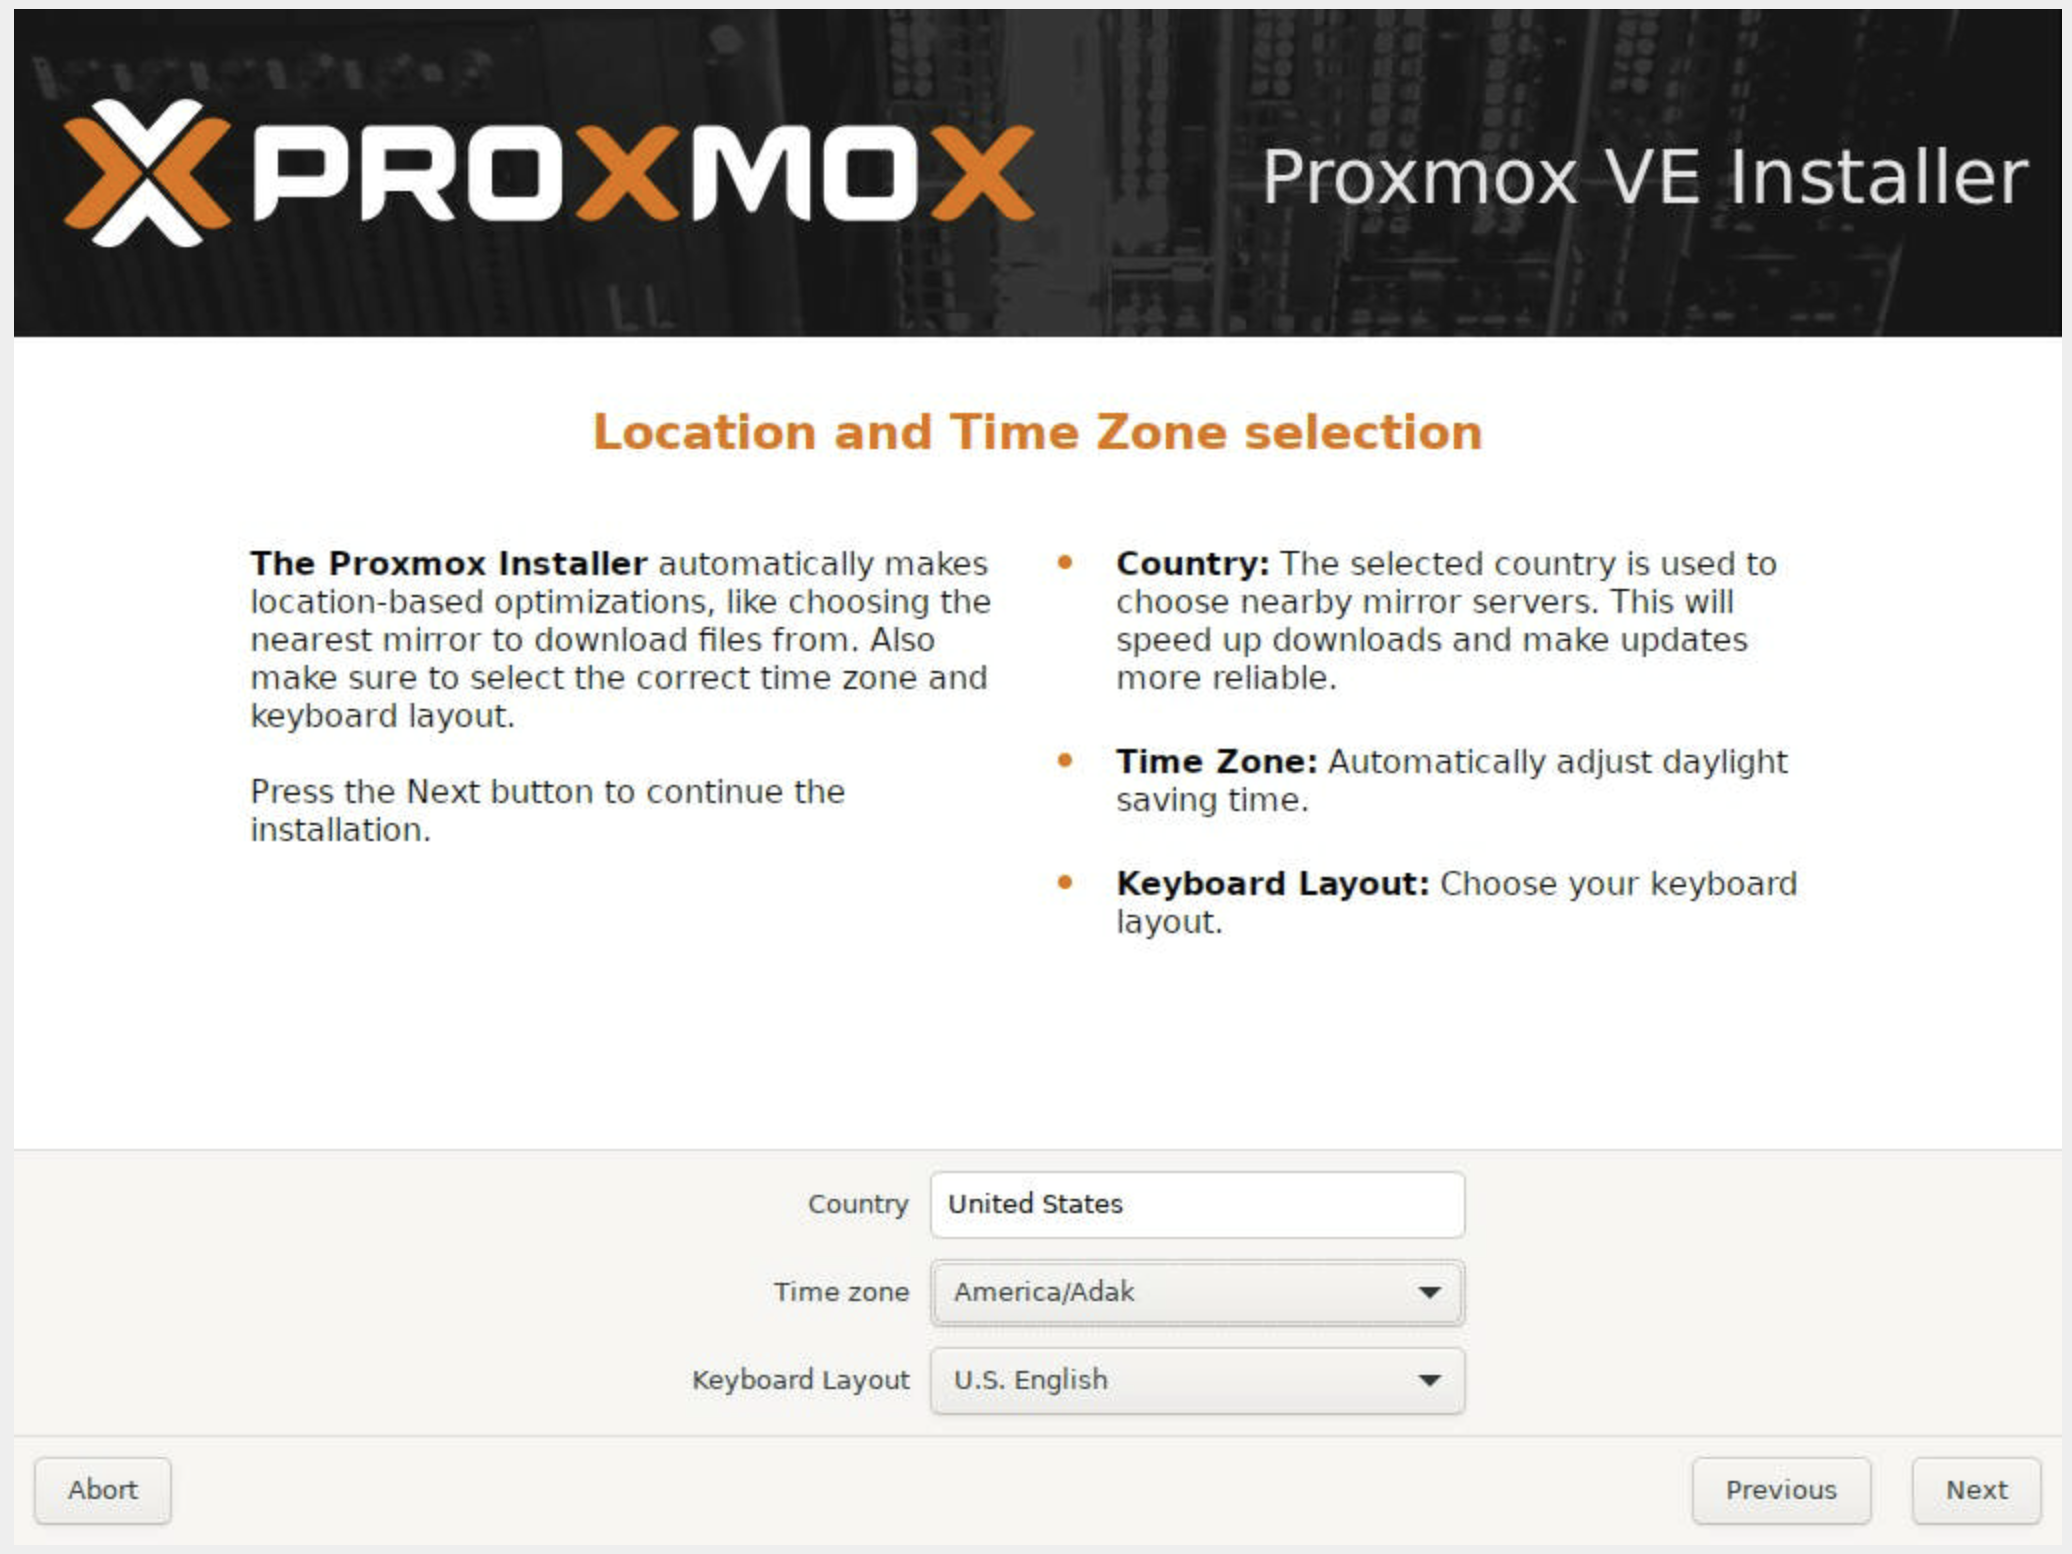 PROXMOX
Proxmox VE Installer
Location and Time Zone selection
The Proxmox Installer automatically makes
location-based optimizations, like choosing the
nearest mirror to download files from. Also
make sure to select the correct time zone and
keyboard layout.
Press the Next button to continue the
installation.
Country: The selected country is used to
choose nearby mirror servers. This will
speed up downloads and make updates
more reliable.
Time Zone: Automatically adjust daylight
saving time.
Keyboard Layout: Choose your keyboard
layout.
Country United States
Time zone America/Adak
Keyboard Layout U.S. English
Abort Previous Next